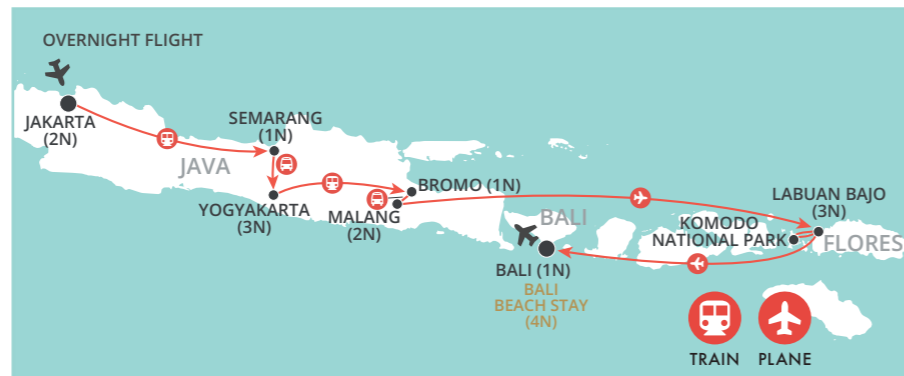 OVERNIGHT FLIGHT
JAKARTA
(2N)
SEMARANG
(1N)
JAVA
YOGYAKARTA
(3N)
BROMO (1N)
MALANG
(2N)
BALI
BALI (1N)
BALI
BEACH STAY
(4N)
LABUAN BAJO
(3N)
KOMODO
NATIONAL PARK
FLORES
TRAIN
PLANE